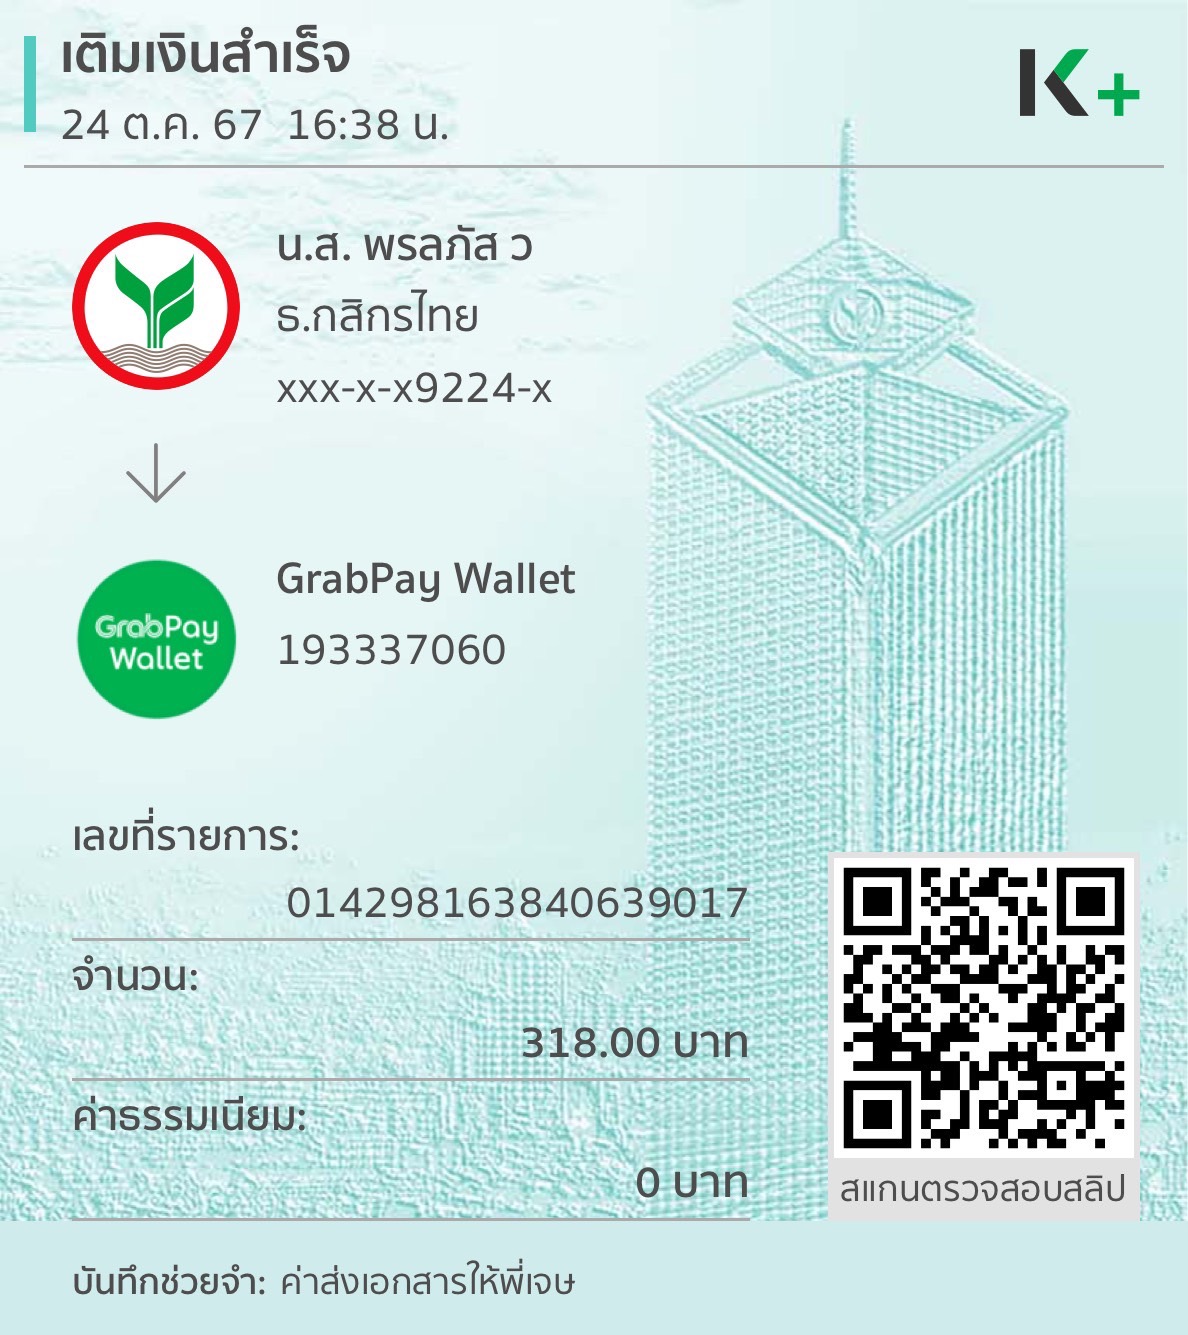 เติมเงินสำเร็จ
24 ต.ค. 67 16:38 น.
K+
น.ส. พรลภัส ว
ธ.กสิกรไทย
xxx-x-x9224-x
GrabPay Wallet
GrabPay
Wallet
193337060
เลขที่รายการ:
014298163840639017
จำนวน:
318.00 บาท
ค่าธรรมเนียม:
0 บาท
สแกนตรวจสอบสลิป
บันทึกช่วยจำ: ค่าส่งเอกสารให้พี่เจษ